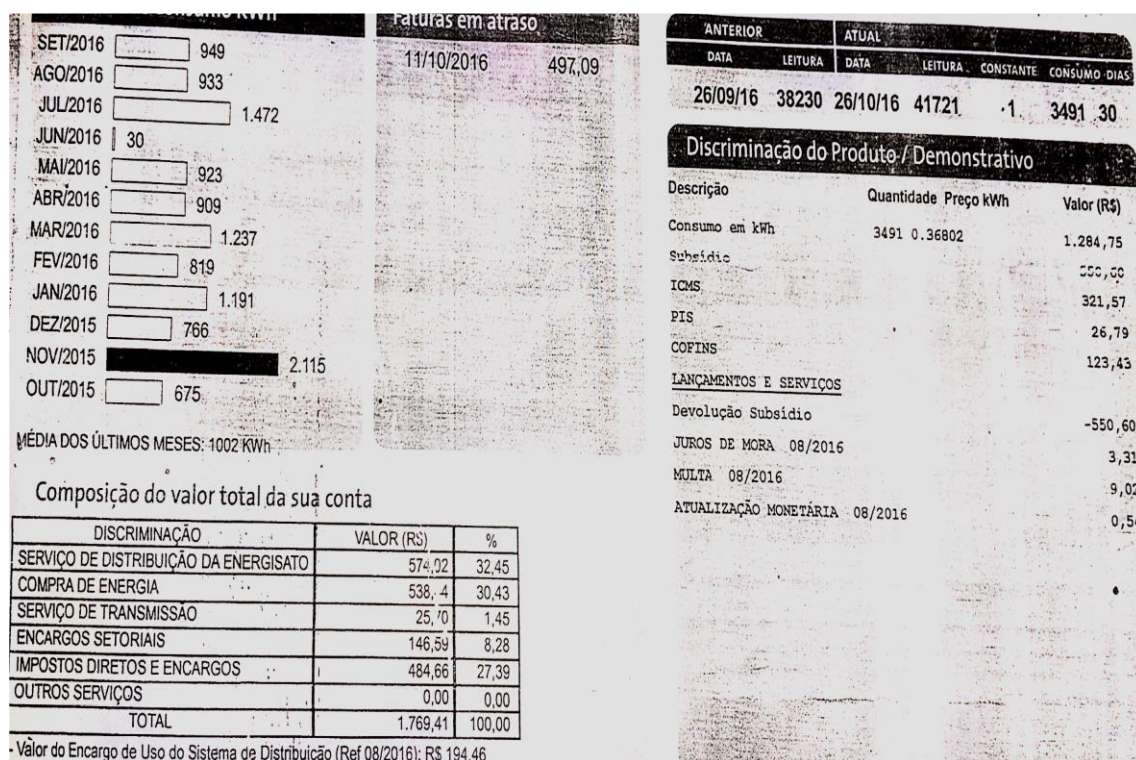 Consumo kWh
SET/2016 949
AGO/2016 933
JUL/2016 1.472
JUN/2016 30
MAI/2016 923
ABR/2016 909
MAR/2016 1.237
FEV/2016 819
JAN/2016 1.191
DEZ/2015 766
NOV/2015 2.115
OUT/2015 675
MÉDIA DOS ÚLTIMOS MESES: 1002 KWh
Faturas em atraso
11/10/2016 497,09
ANTERIOR ATUAL
DATA LEITURA DATA LEITURA CONSTANTE CONSUMO DIAS
26/09/16 38230 26/10/16 41721 1 3491 30
Discriminação do Produto / Demonstrativo
Descrição Quantidade Preço kWh Valor (R$)
Consumo em kWh 3491 0.36802 1.284,75
Subsídio
ICMS 321,57
PIS 26,79
COFINS 123,43
LANÇAMENTOS E SERVIÇOS
Devolução Subsídio -550,60
JUROS DE MORA 08/2016 3,31
MULTA 08/2016 9,02
ATUALIZAÇÃO MONETÁRIA 08/2016
Composição do valor total da sua conta
DISCRIMINAÇÃO VALOR (R$) %
SERVIÇO DE DISTRIBUIÇÃO DA ENERGISATO 574,02 32,45
COMPRA DE ENERGIA 30,43
SERVIÇO DE TRANSMISSÃO 25,70 1,45
ENCARGOS SETORIAIS 146,59 8,28
IMPOSTOS DIRETOS E ENCARGOS 484,66 27,39
OUTROS SERVIÇOS 0,00 0,00
TOTAL 1.769,41 100,00
- Valor do Encargo de Uso do Sistema de Distribuição (Ref 08/2016): R$ 194,46